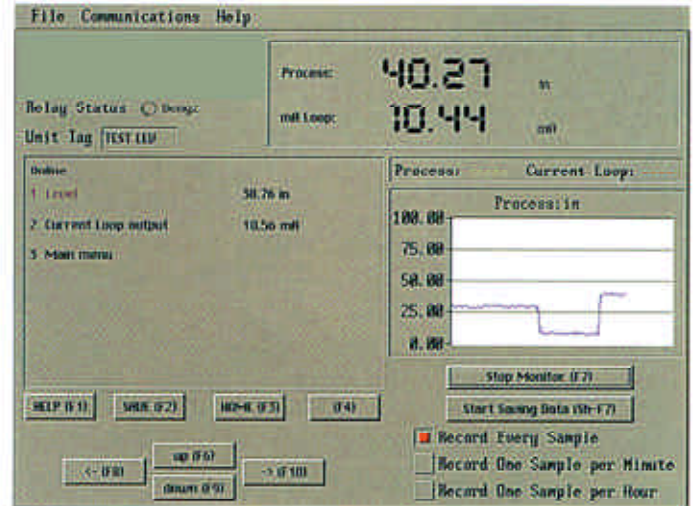 File Communications Help
Process: 40.27 in
mA Loop: 10.44 mA
Relay Status
Unit Tag TEST
Online
1 Level in
2 Current Loop output 10.56 mA
3 Main menu
Process: Current Loop:
Process:in
100.00
75.00
50.00
25.00
0.00
Stop Monitor (F7)
Start Saving Data (Sh-F7)
HELP (F1) SAVE (F2) HOME (F3) (F4)
Record Every Sample
Record One Sample per Minute
Record One Sample per Hour
up (F6)
<- (F8) -> (F10)
down (F9)